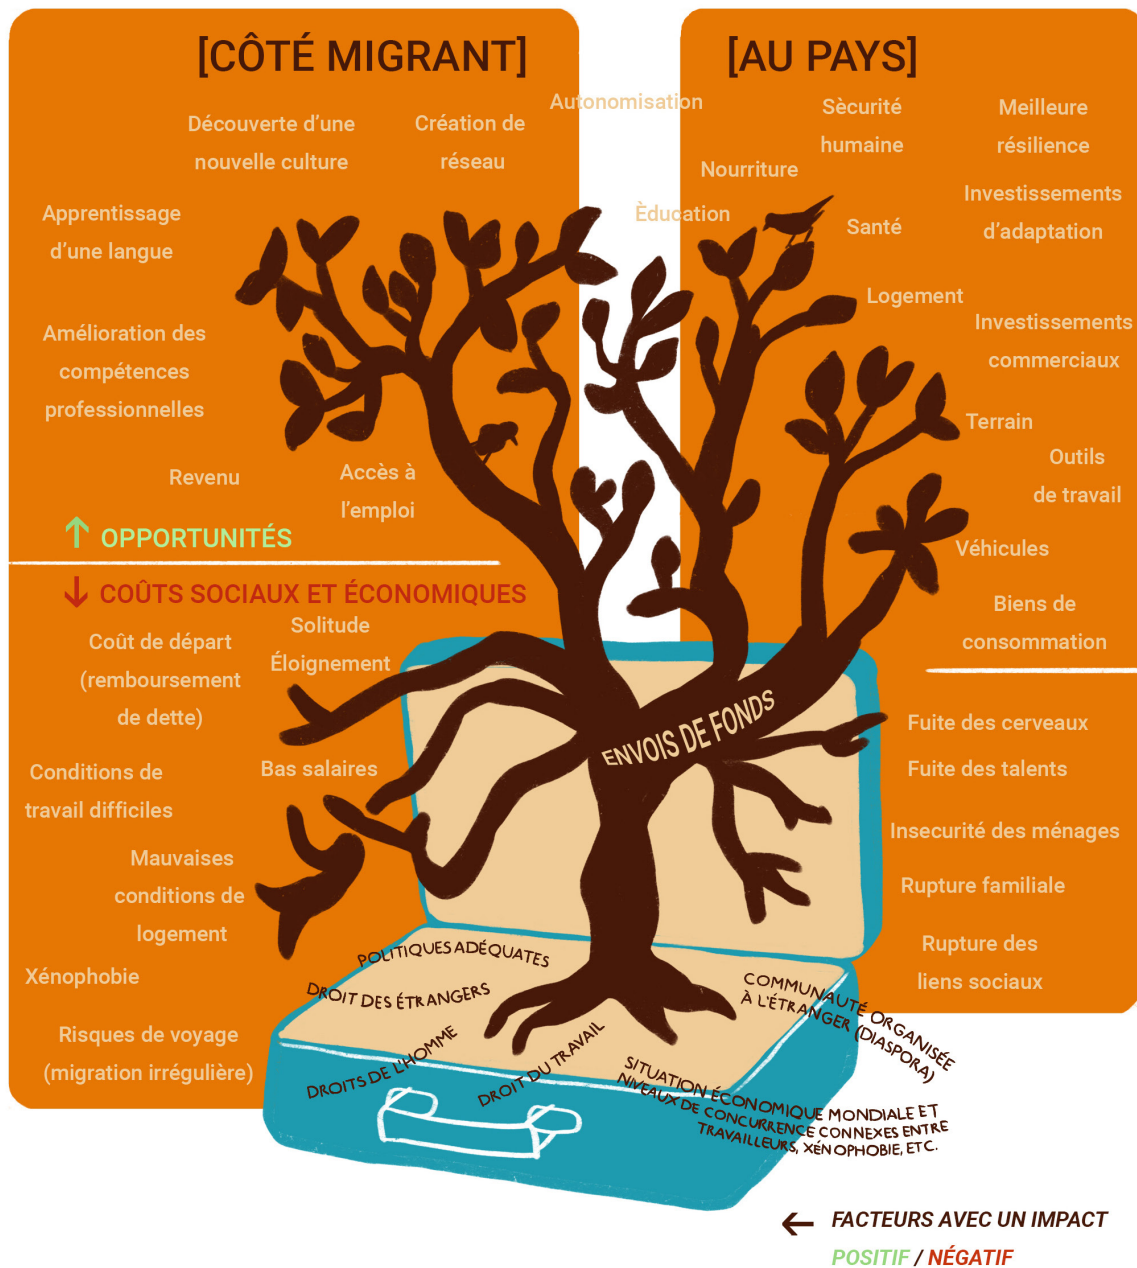 [CÔTÉ MIGRANT]
Découverte d'une
nouvelle culture
Création de
réseau
Apprentissage
d'une langue
Amélioration des
compétences
professionnelles
Revenu
Accès à
l'emploi
↑ OPPORTUNITÉS
↓ COÛTS SOCIAUX ET ÉCONOMIQUES
Solitude
Éloignement
Coût de départ
(remboursement
de dette)
Bas salaires
Conditions de
travail difficiles
Mauvaises
conditions de
logement
Xénophobie
Risques de voyage
(migration irrégulière)
[AU PAYS]
Autonomisation
Sècurité
humaine
Meilleure
résilience
Nourriture
Èducation
Santé
Investissements
d'adaptation
Logement
Investissements
commerciaux
Terrain
Outils
de travail
Véhicules
Biens de
consommation
Fuite des cerveaux
Fuite des talents
Insecurité des ménages
Rupture familiale
Rupture des
liens sociaux
ENVOIS DE FONDS
POLITIQUES ADÉQUATES
DROIT DES ÉTRANGERS
DROITS DE L'HOMME
DROIT DU TRAVAIL
COMMUNAUTÉ ORGANISÉE
À L'ÉTRANGER (DIASPORA)
SITUATION ÉCONOMIQUE MONDIALE ET
NIVEAUX DE CONCURRENCE CONNEXES ENTRE
TRAVAILLEURS, XÉNOPHOBIE, ETC.
← FACTEURS AVEC UN IMPACT
POSITIF / NÉGATIF